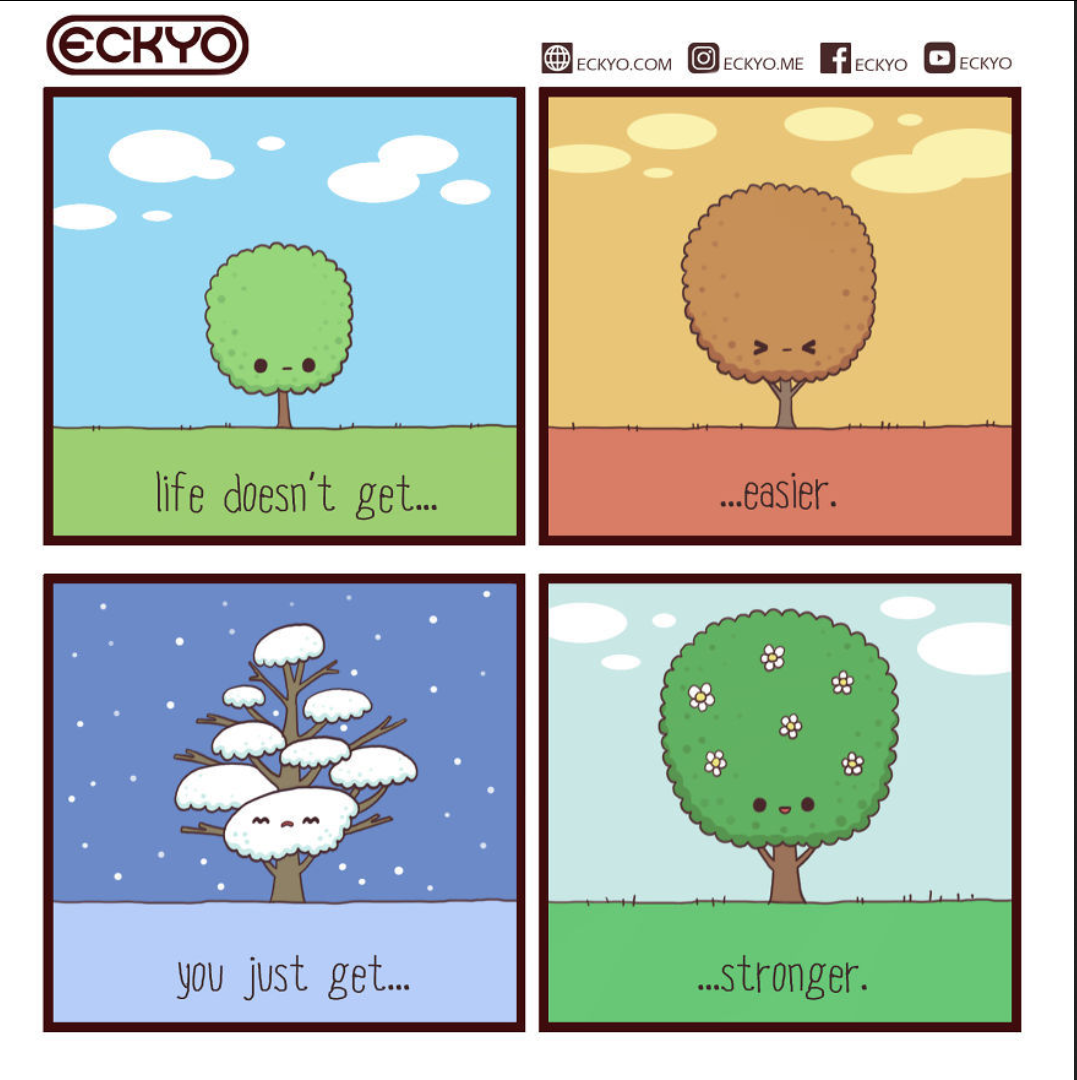 ECKYO
ECKYO.COM ECKYO.ME ECKYO ECKYO
life doesn't get...
...easier.
you just get...
...stronger.